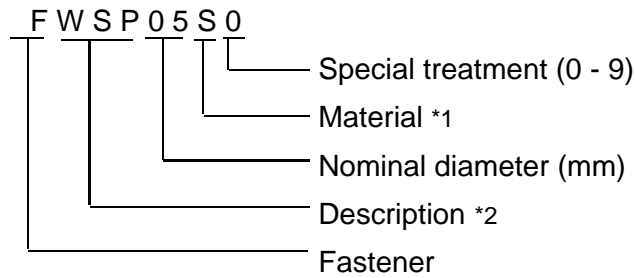 F W S P 0 5 S 0
Special treatment (0 - 9)
Material *1
Nominal diameter (mm)
Description *2
Fastener